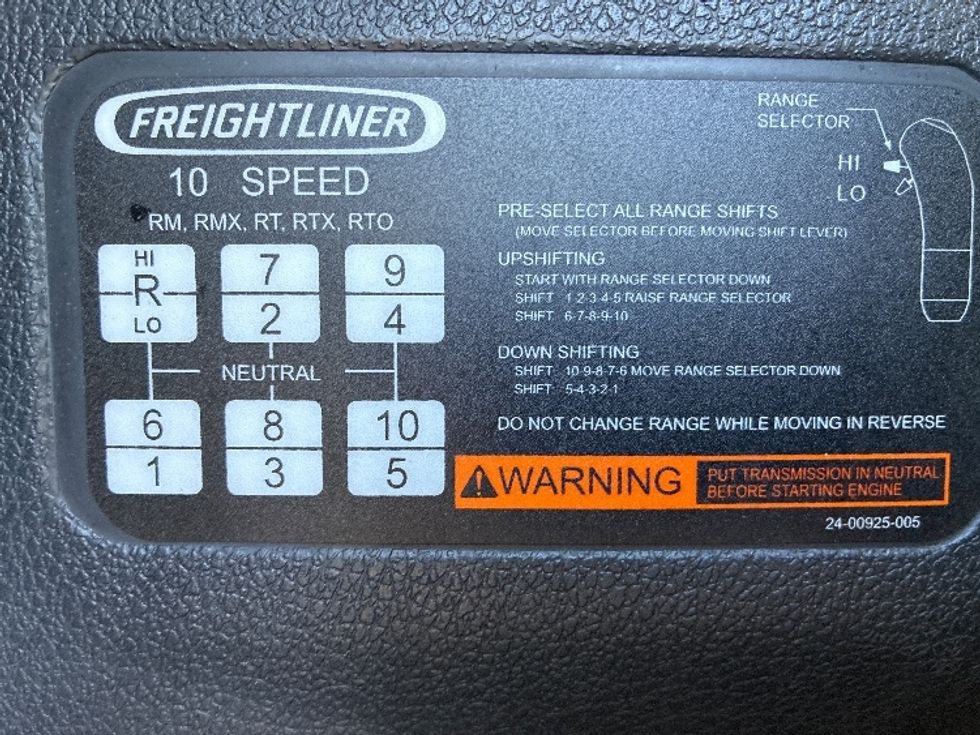 FREIGHTLINER
10 SPEED
RM, RMX, RT, RTX, RTO
HI
R
LO
7
2
9
4
NEUTRAL
6
1
8
3
10
5
RANGE
SELECTOR
HI
LO
PRE-SELECT ALL RANGE SHIFTS
(MOVE SELECTOR BEFORE MOVING SHIFT LEVER)
UPSHIFTING
START WITH RANGE SELECTOR DOWN
SHIFT 1-2-3-4-5 RAISE RANGE SELECTOR
SHIFT 6-7-8-9-10
DOWN SHIFTING
SHIFT 10-9-8-7-6 MOVE RANGE SELECTOR DOWN
SHIFT 5-4-3-2-1
DO NOT CHANGE RANGE WHILE MOVING IN REVERSE
WARNING
PUT TRANSMISSION IN NEUTRAL
BEFORE STARTING ENGINE
24-00925-005